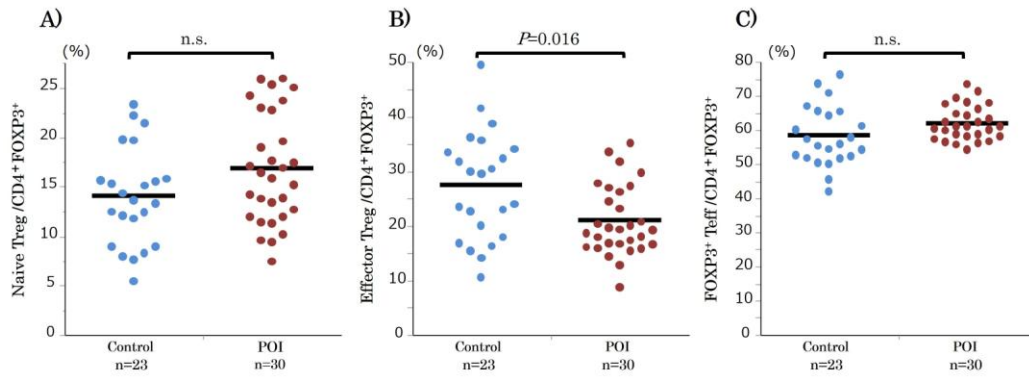 A)
(%)
n.s.
25
20
15
10
5
0
Naive Treg /CD4⁺FOXP3⁺
Control
n=23
POI
n=30
B)
(%)
P=0.016
50
40
30
20
10
0
Effector Treg /CD4⁺FOXP3⁺
Control
n=23
POI
n=30
C)
(%)
n.s.
80
70
60
50
40
30
20
10
0
FOXP3⁺ Teff /CD4⁺FOXP3⁺
Control
n=23
POI
n=30